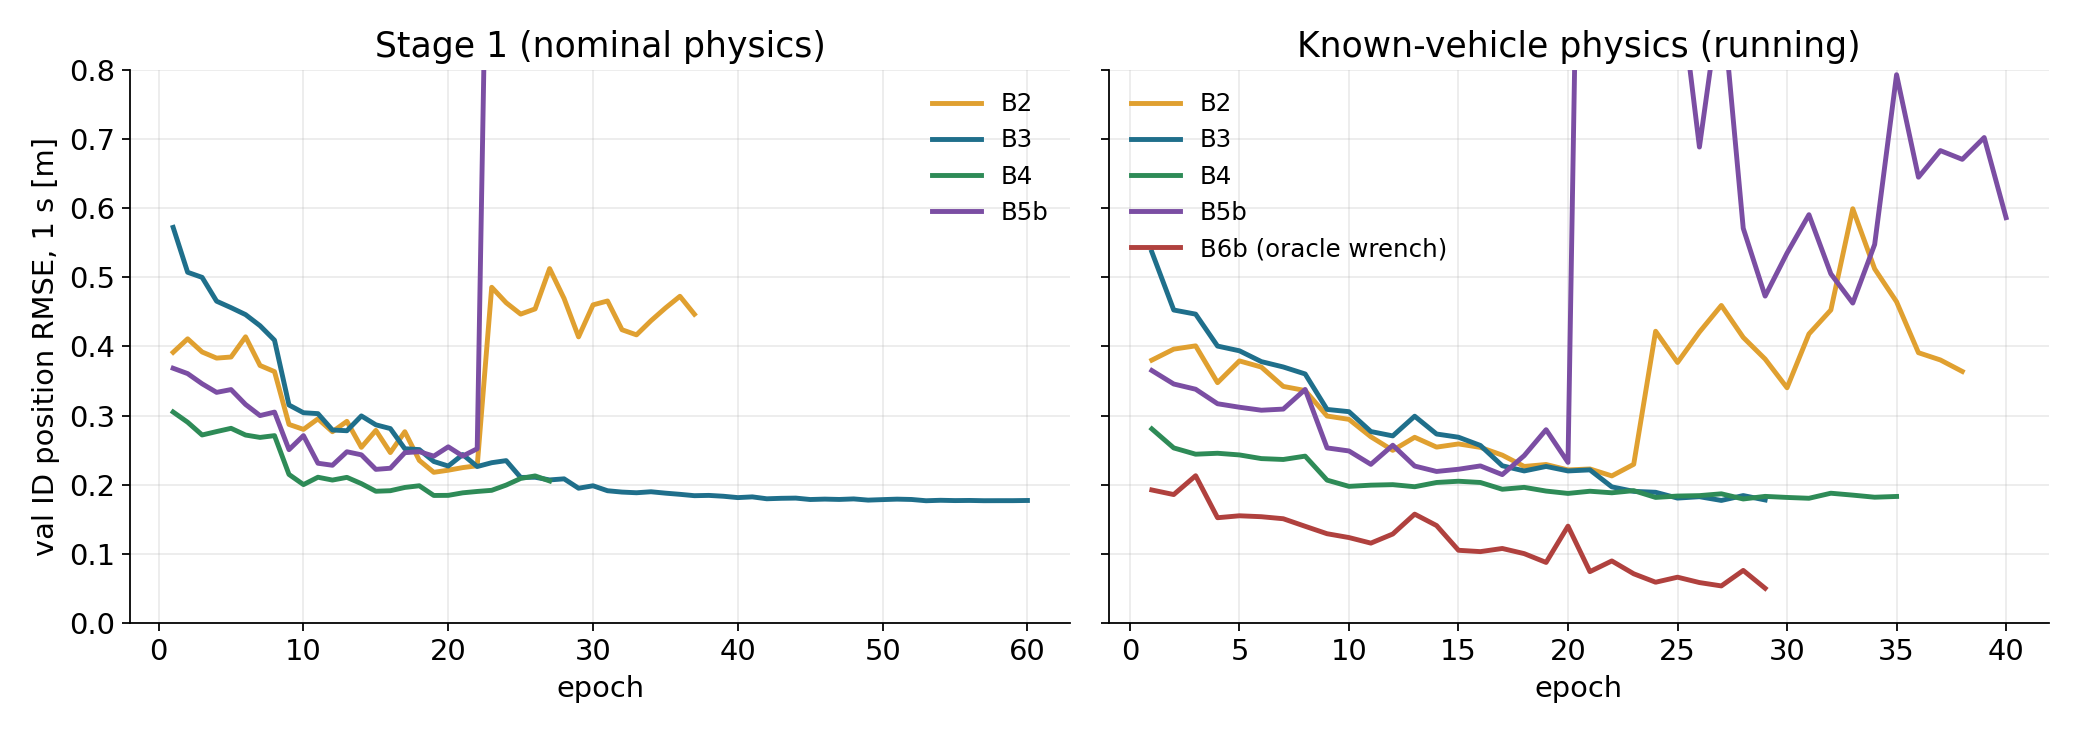 Stage 1 (nominal physics)
val ID position RMSE, 1 s [m]
0.8
0.7
0.6
0.5
0.4
0.3
0.2
0.1
0.0
B2
B3
B4
B5b
0 10 20 30 40 50 60
epoch
Known-vehicle physics (running)
B2
B3
B4
B5b
B6b (oracle wrench)
0 5 10 15 20 25 30 35 40
epoch